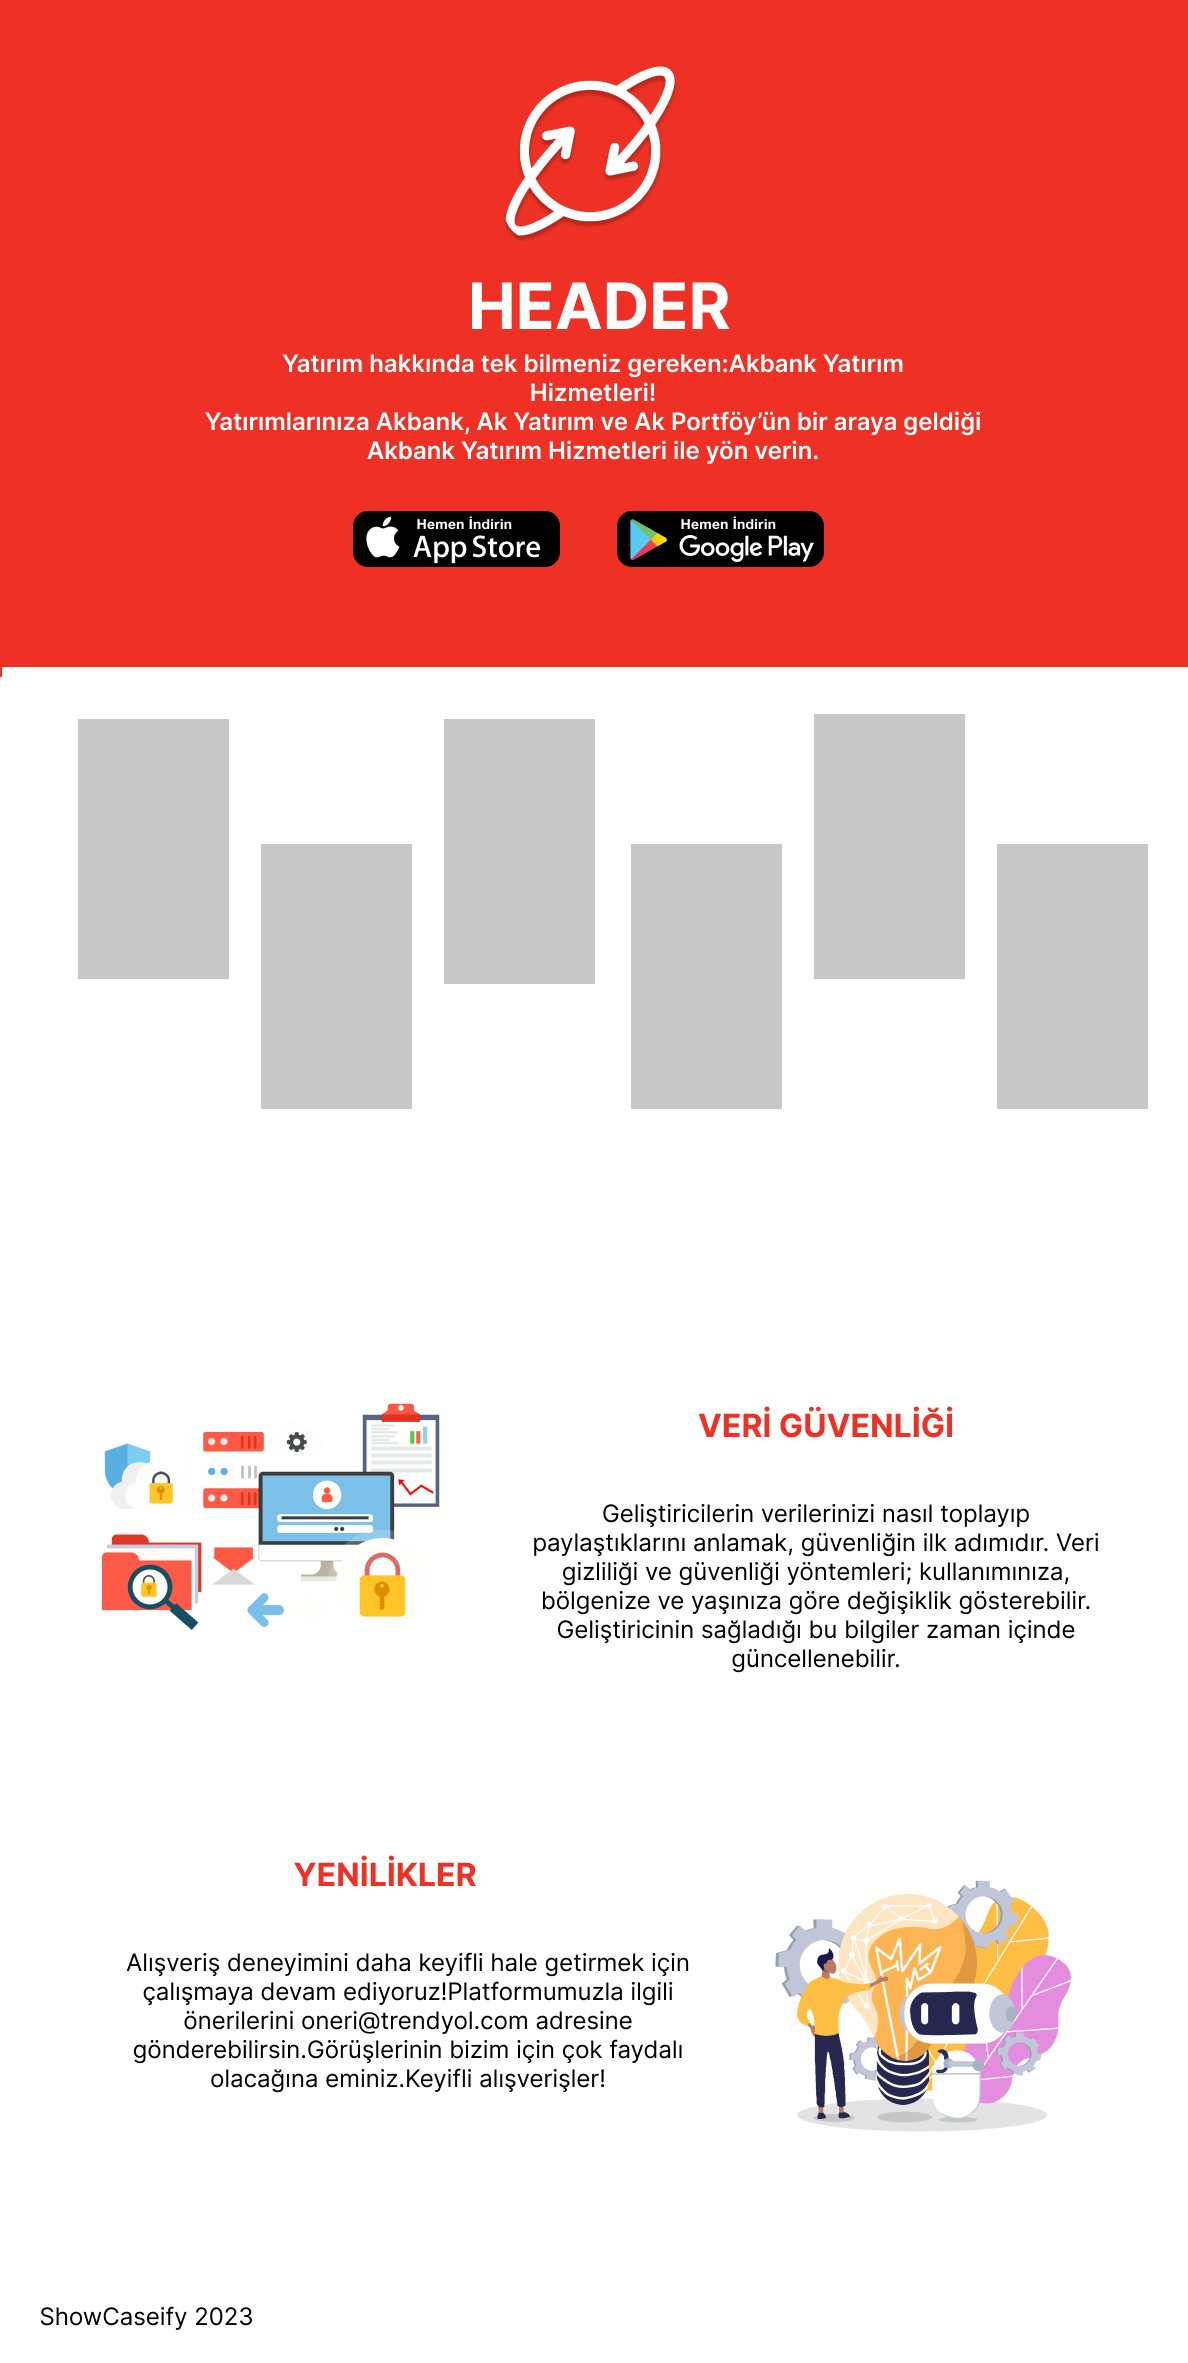 HEADER
Yatırım hakkında tek bilmeniz gereken:Akbank Yatırım
Hizmetleri!
Yatırımlarınıza Akbank, Ak Yatırım ve Ak Portföy’ün bir araya geldiği
Akbank Yatırım Hizmetleri ile yön verin.
Hemen İndirin
App Store
Hemen İndirin
Google Play
VERİ GÜVENLİĞİ
Geliştiricilerin verilerinizi nasıl toplayıp
paylaştıklarını anlamak, güvenliğin ilk adımıdır. Veri
gizliliği ve güvenliği yöntemleri; kullanımınıza,
bölgenize ve yaşınıza göre değişiklik gösterebilir.
Geliştiricinin sağladığı bu bilgiler zaman içinde
güncellenebilir.
YENİLİKLER
Alışveriş deneyimini daha keyifli hale getirmek için
çalışmaya devam ediyoruz!Platformumuzla ilgili
önerilerini oneri@trendyol.com adresine
gönderebilirsin.Görüşlerinin bizim için çok faydalı
olacağına eminiz.Keyifli alışverişler!
ShowCaseify 2023